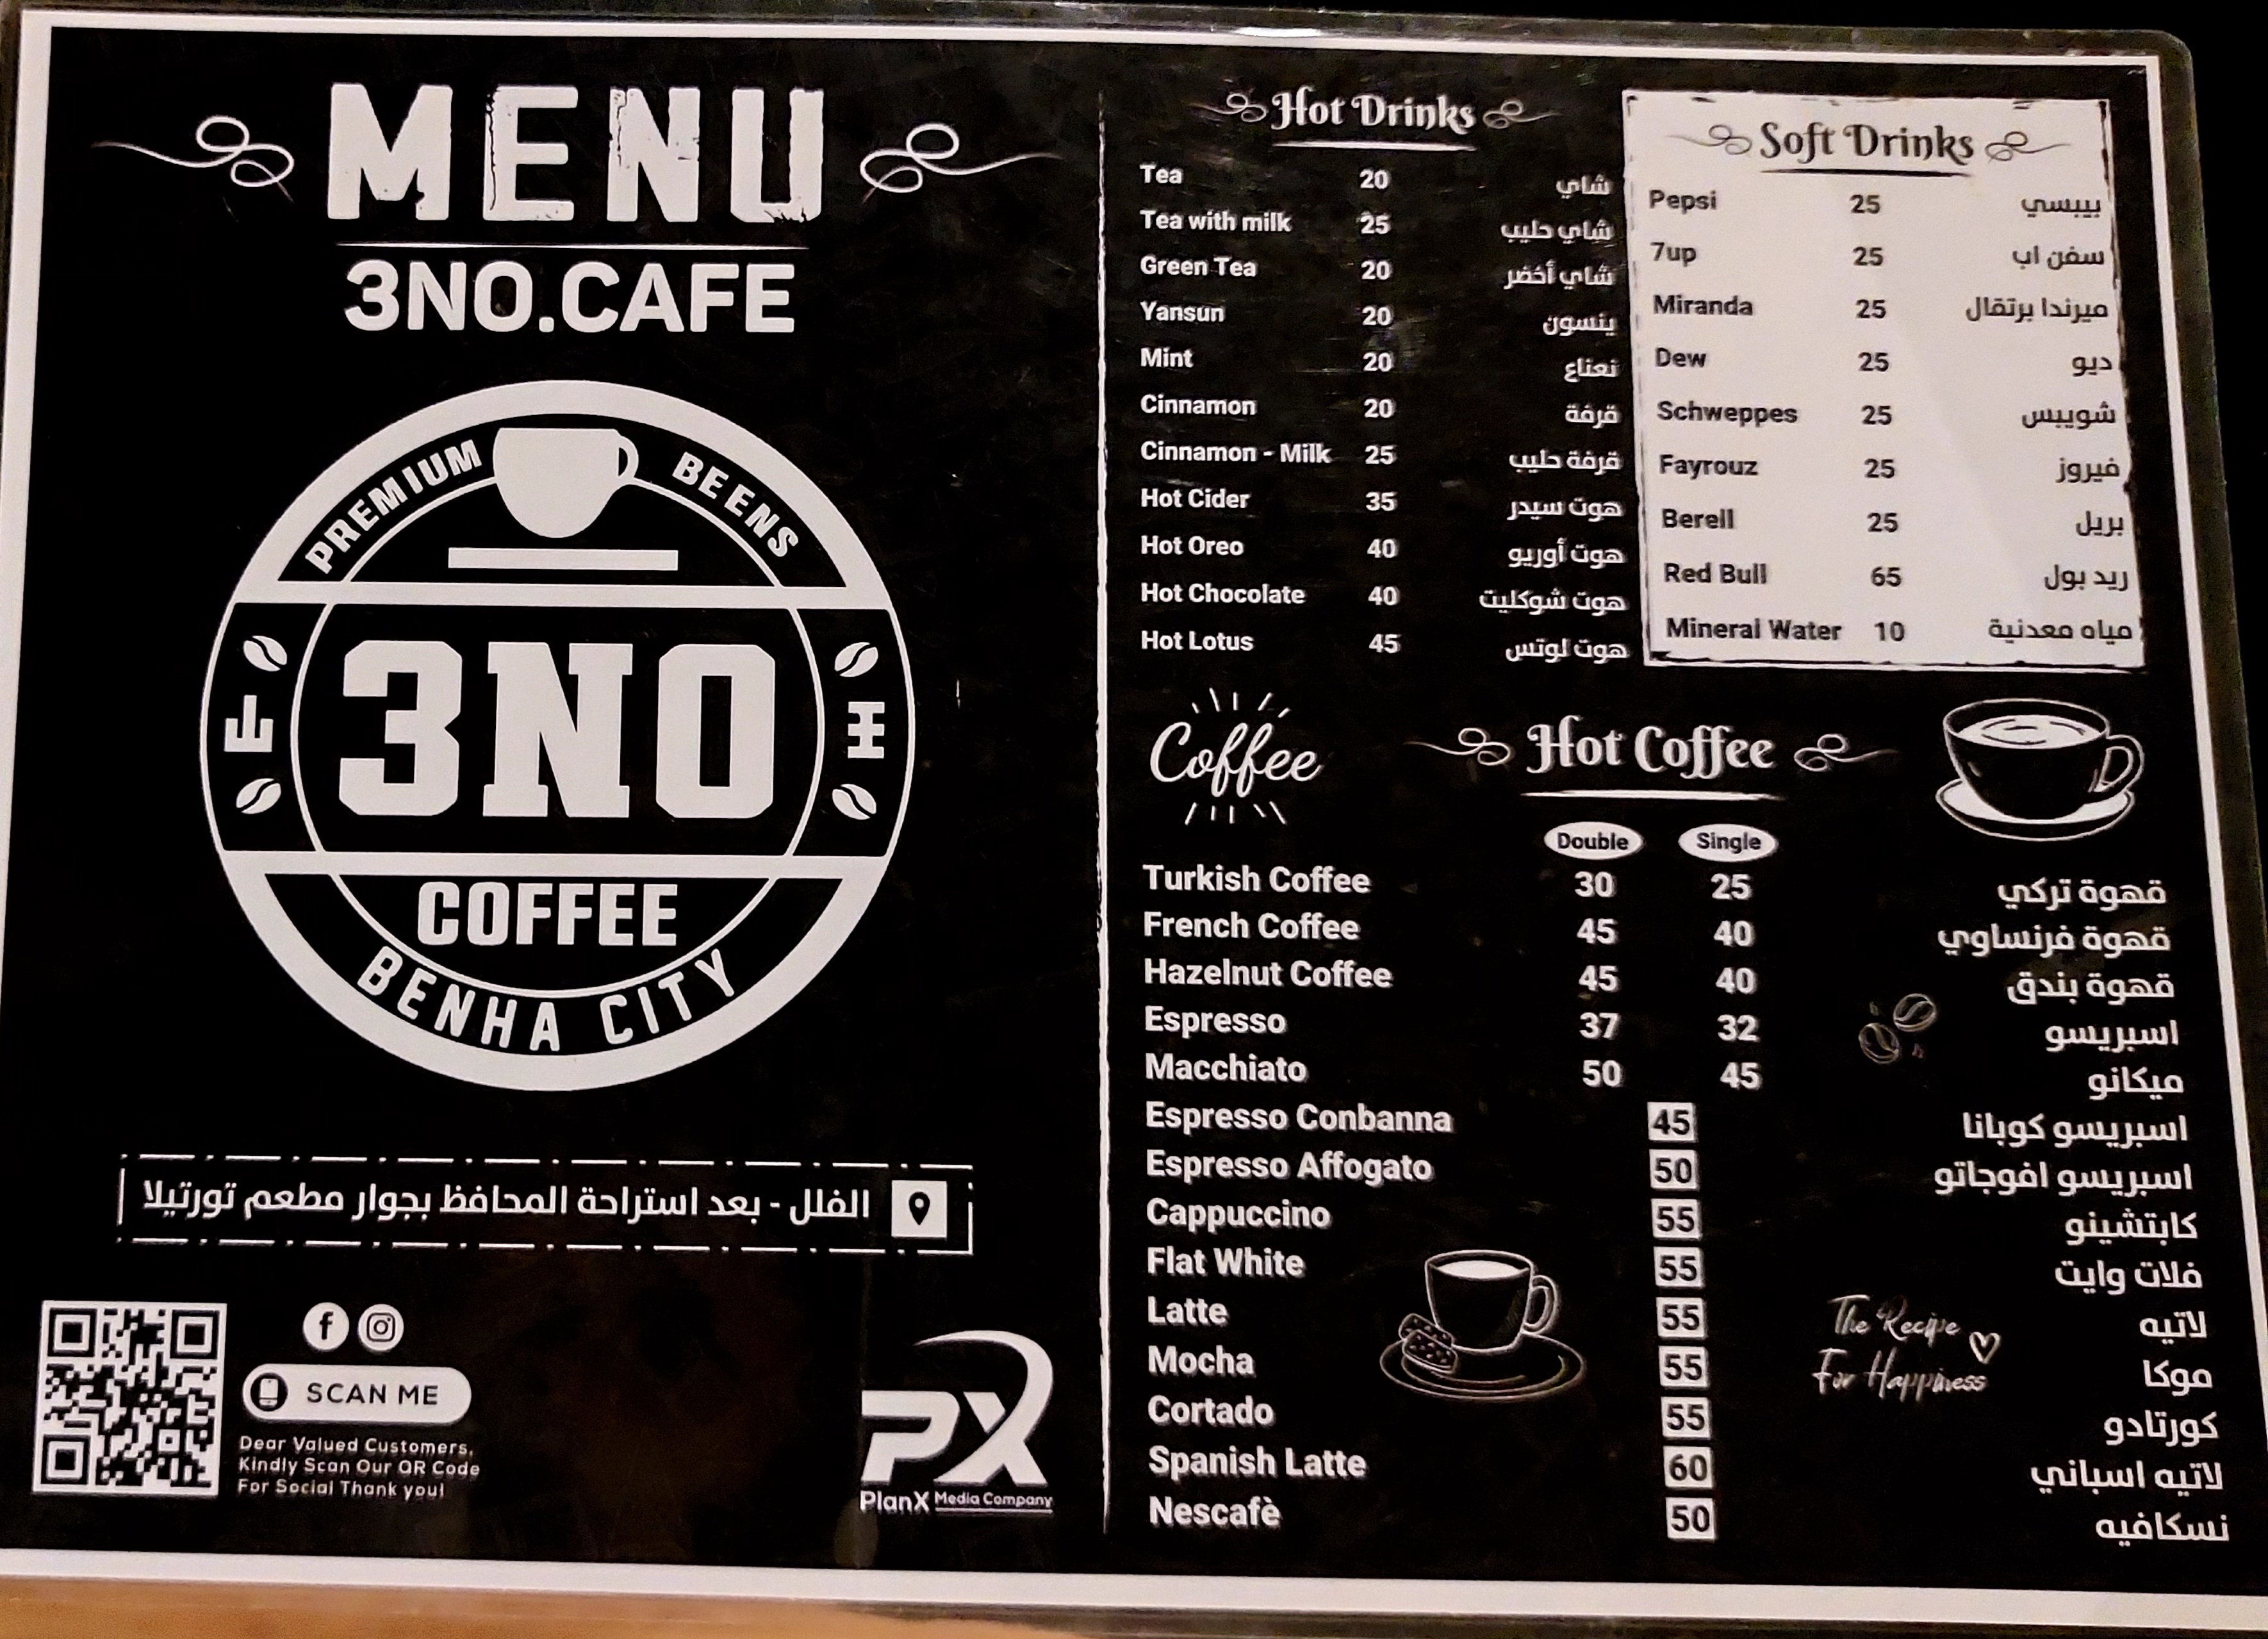 MENU
3NO.CAFE
PREMIUM BEENS
3NO
COFFEE
BENHA CITY
الفلل - بعد استراحة المحافظ بجوار مطعم تورتيلا
SCAN ME
Dear Valued Customers,
Kindly Scan Our QR Code
For Social Thank you!
PX
PlanX Media Company
Hot Drinks
Tea 20 شاي
Tea with milk 25 شاي حليب
Green Tea 20 شاي أخضر
Yansun 20 ينسون
Mint 20 نعناع
Cinnamon 20 قرفة
Cinnamon - Milk 25 قرفة حليب
Hot Cider 35 هوت سيدر
Hot Oreo 40 هوت أوريو
Hot Chocolate 40 هوت شوكليت
Hot Lotus 45 هوت لوتس
Soft Drinks
Pepsi 25 بيبسي
7up 25 سفن اب
Miranda 25 ميرندا برتقال
Dew 25 ديو
Schweppes 25 شويبس
Fayrouz 25 فيروز
Berell 25 بريل
Red Bull 65 ريد بول
Mineral Water 10 مياه معدنية
Coffee
Hot Coffee
Double Single
Turkish Coffee 30 25 قهوة تركي
French Coffee 45 40 قهوة فرنساوي
Hazelnut Coffee 45 40 قهوة بندق
Espresso 37 32 اسبريسو
Macchiato 50 45 ميكاتو
Espresso Conbanna 45 اسبريسو كوبانا
Espresso Affogato 50 اسبريسو افوجاتو
Cappuccino 55 كابتشينو
Flat White 55 فلات وايت
Latte 55 لاتيه
Mocha 55 موكا
Cortado 55 كورتادو
Spanish Latte 60 لاتيه اسباني
Nescafè 50 نسكافيه
The Recipe
For Happiness